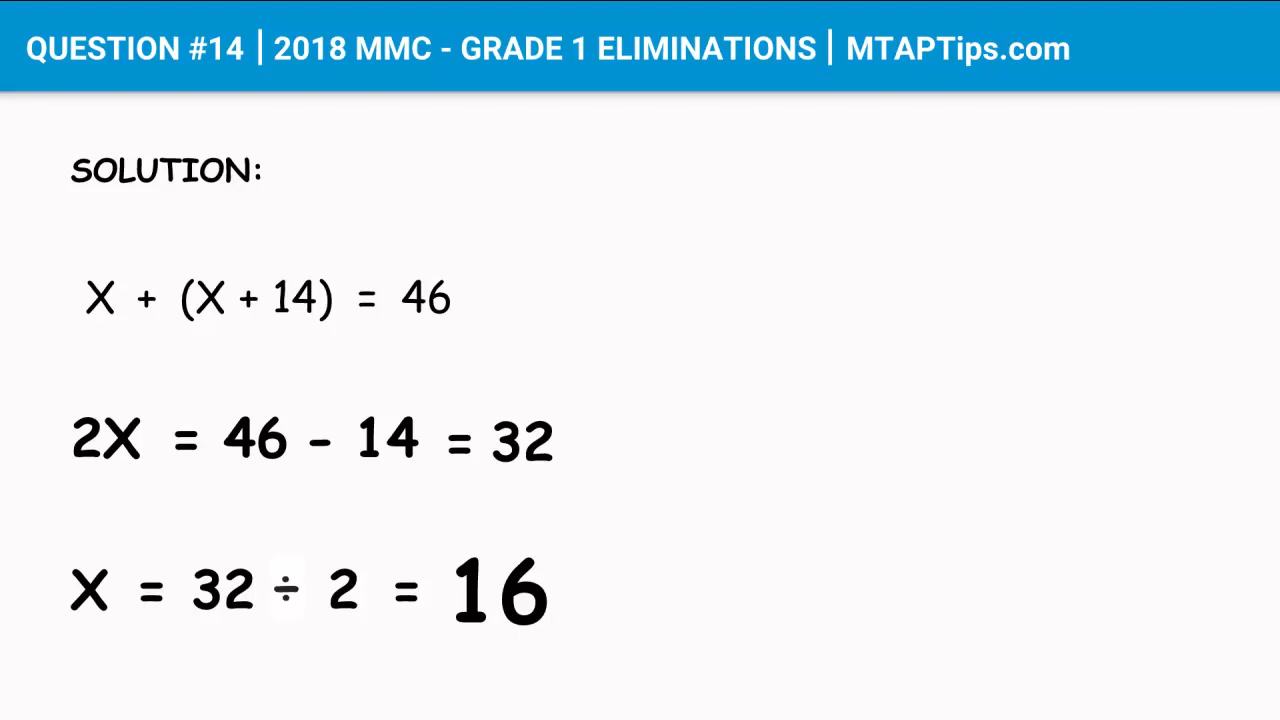 QUESTION #14 | 2018 MMC - GRADE 1 ELIMINATIONS | MTAPTips.com
SOLUTION:
X + (X + 14) = 46
2X = 46 - 14 = 32
X = 32 ÷ 2 = 16